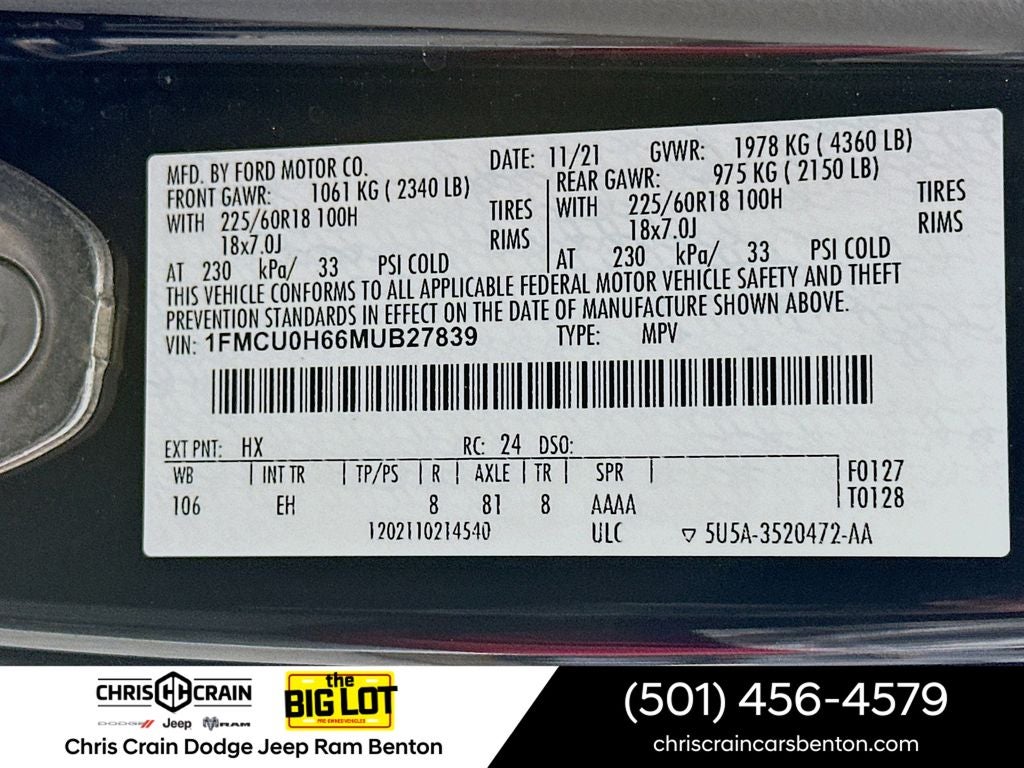 MFD. BY FORD MOTOR CO. DATE: 11/21 GVWR: 1978 KG ( 4360 LB)
FRONT GAWR: 1061 KG ( 2340 LB) REAR GAWR: 975 KG ( 2150 LB)
WITH 225/60R18 100H TIRES WITH 225/60R18 100H TIRES
18x7.0J RIMS 18x7.0J RIMS
AT 230 kPa/ 33 PSI COLD AT 230 kPa/ 33 PSI COLD
THIS VEHICLE CONFORMS TO ALL APPLICABLE FEDERAL MOTOR VEHICLE SAFETY AND THEFT
PREVENTION STANDARDS IN EFFECT ON THE DATE OF MANUFACTURE SHOWN ABOVE.
VIN: 1FMCU0H66MUB27839 TYPE: MPV
EXT PNT: HX RC: 24 DSO:
WB INT TR TP/PS R AXLE TR SPR F0127
106 EH 8 81 8 AAAA T0128
1202110214540 ULC 5U5A-3520472-AA
CHRIS CRAIN
DODGE Jeep RAM
the
BIG LOT
PRE-OWNED VEHICLES
Chris Crain Dodge Jeep Ram Benton
(501) 456-4579
chriscraincarsbenton.com